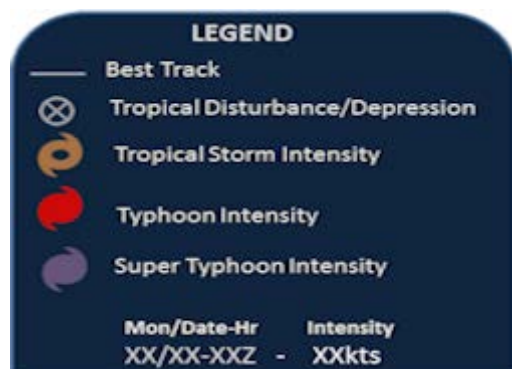 LEGEND
Best Track
Tropical Disturbance/Depression
Tropical Storm Intensity
Typhoon Intensity
Super Typhoon Intensity
Mon/Date-Hr Intensity
XX/XX-XXZ - XXkts